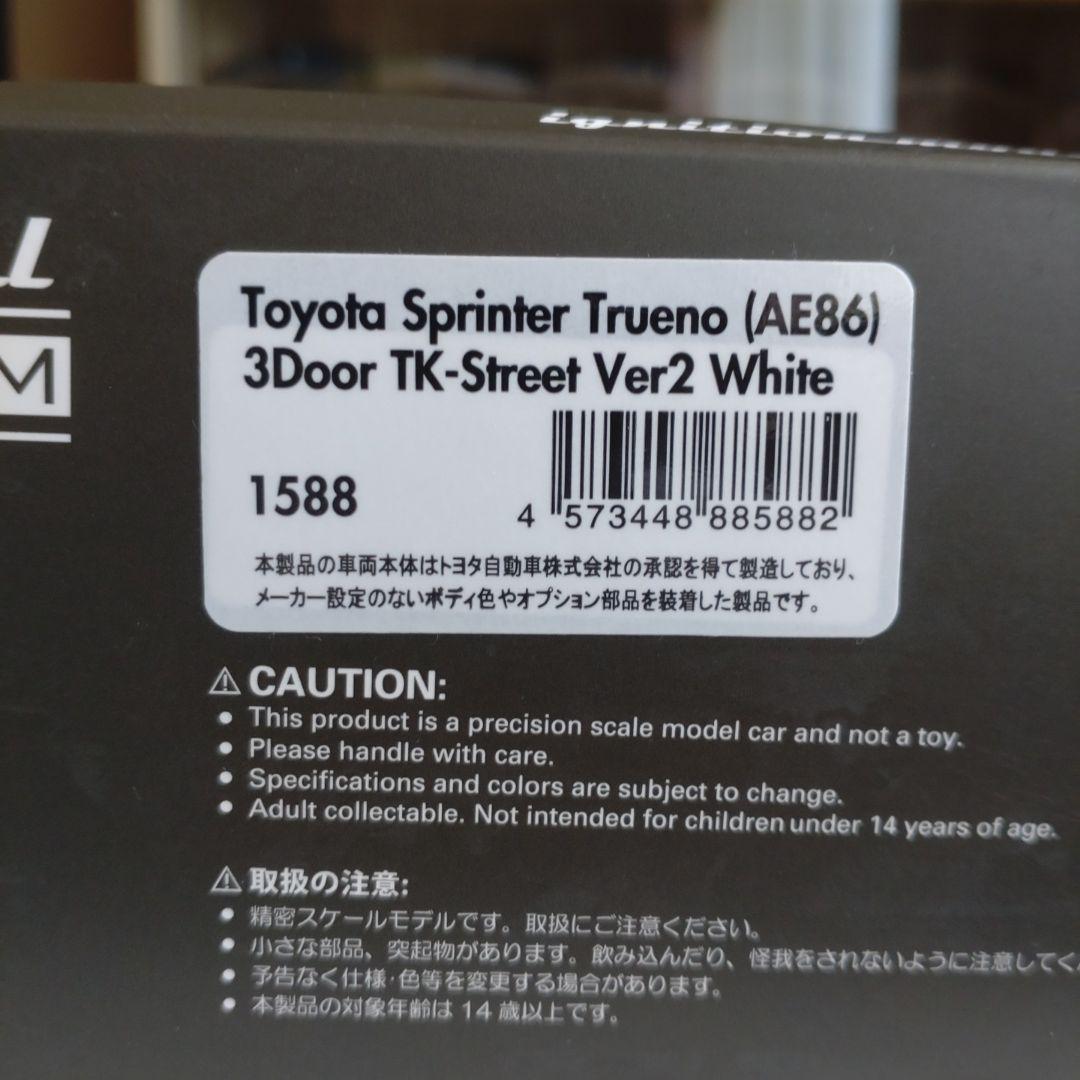 ignition
M
Toyota Sprinter Trueno (AE86)
3Door TK-Street Ver2 White
1588
4 573448 885882
本製品の車両本体はトヨタ自動車株式会社の承認を得て製造しており、
メーカー設定のないボディ色やオプション部品を装着した製品です。
⚠ CAUTION:
• This product is a precision scale model car and not a toy.
• Please handle with care.
• Specifications and colors are subject to change.
• Adult collectable. Not intended for children under 14 years of age.
⚠ 取扱の注意:
• 精密スケールモデルです。取扱にご注意ください。
• 小さな部品、突起物があります。飲み込んだり、怪我をされないように注意してく
• 予告なく仕様・色等を変更する場合があります。
• 本製品の対象年齢は 14 歳以上です。